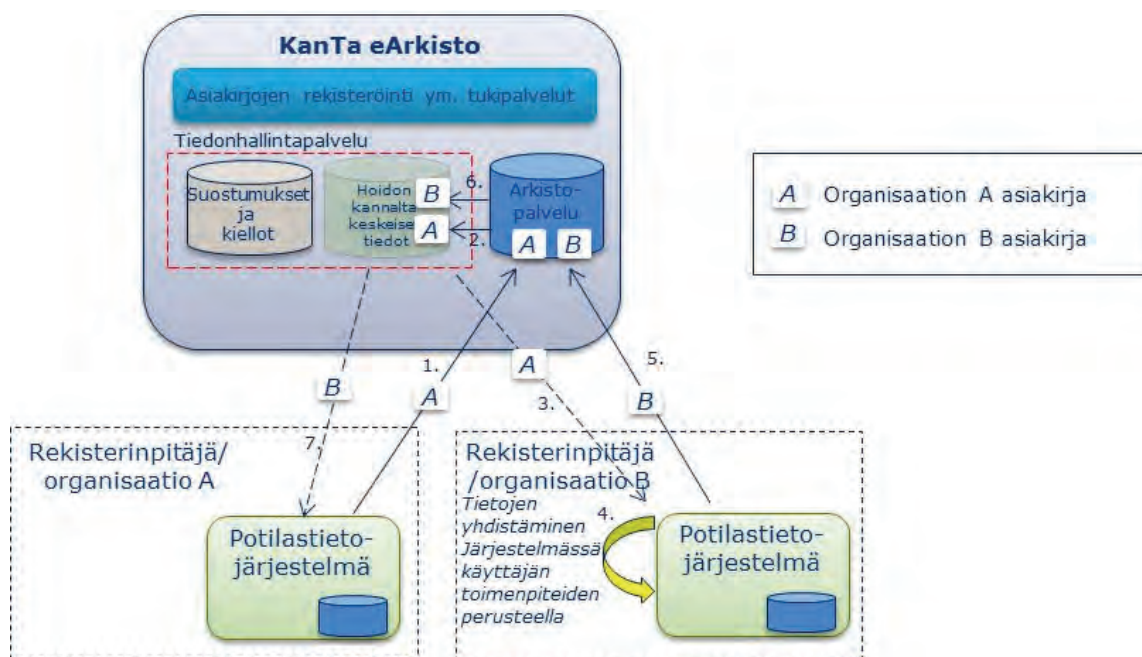 KanTa eArkisto
Asiakirjojen rekisteröinti ym. tukipalvelut
Tiedonhallintapalvelu
Suostumukset
ja
kiellot
Hoidon
kannalta
keskeiset
tiedot
B
A
6.
2.
Arkisto-
palvelu
A B
A Organisaation A asiakirja
B Organisaation B asiakirja
1.
A
B
7.
A
3.
5.
B
Rekisterinpitäjä/
organisaatio A
Potilastieto-
järjestelmä
Rekisterinpitäjä
/organisaatio B
Tietojen
yhdistäminen
Järjestelmässä
käyttäjän
toimenpiteiden
perusteella
4.
Potilastieto-
järjestelmä